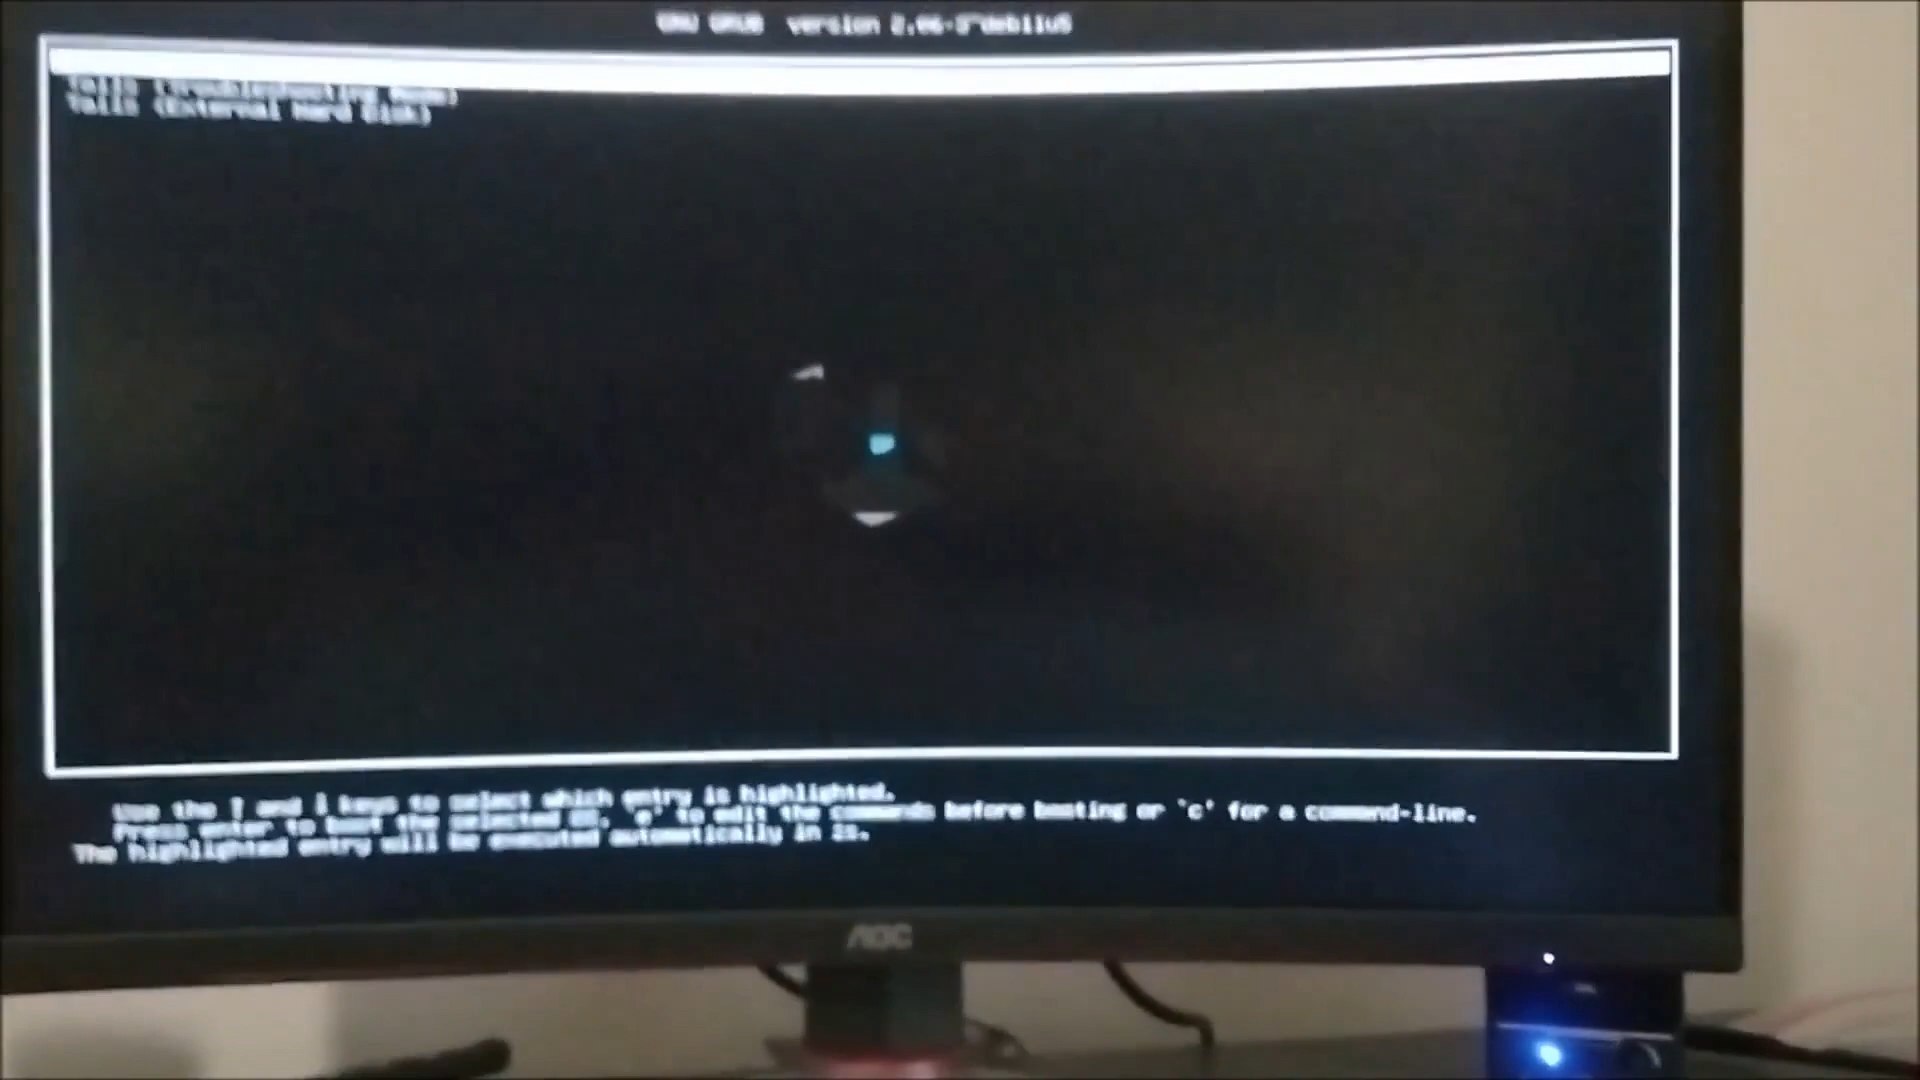 GNU GRUB version 2.06-3~deb11u5
Tails (Troubleshooting Mode)
Tails (External Hard Disk)
Use the ↑ and ↓ keys to select which entry is highlighted.
Press enter to boot the selected OS, `e' to edit the commands before booting or `c' for a command-line.
The highlighted entry will be executed automatically in 2s.
AOC